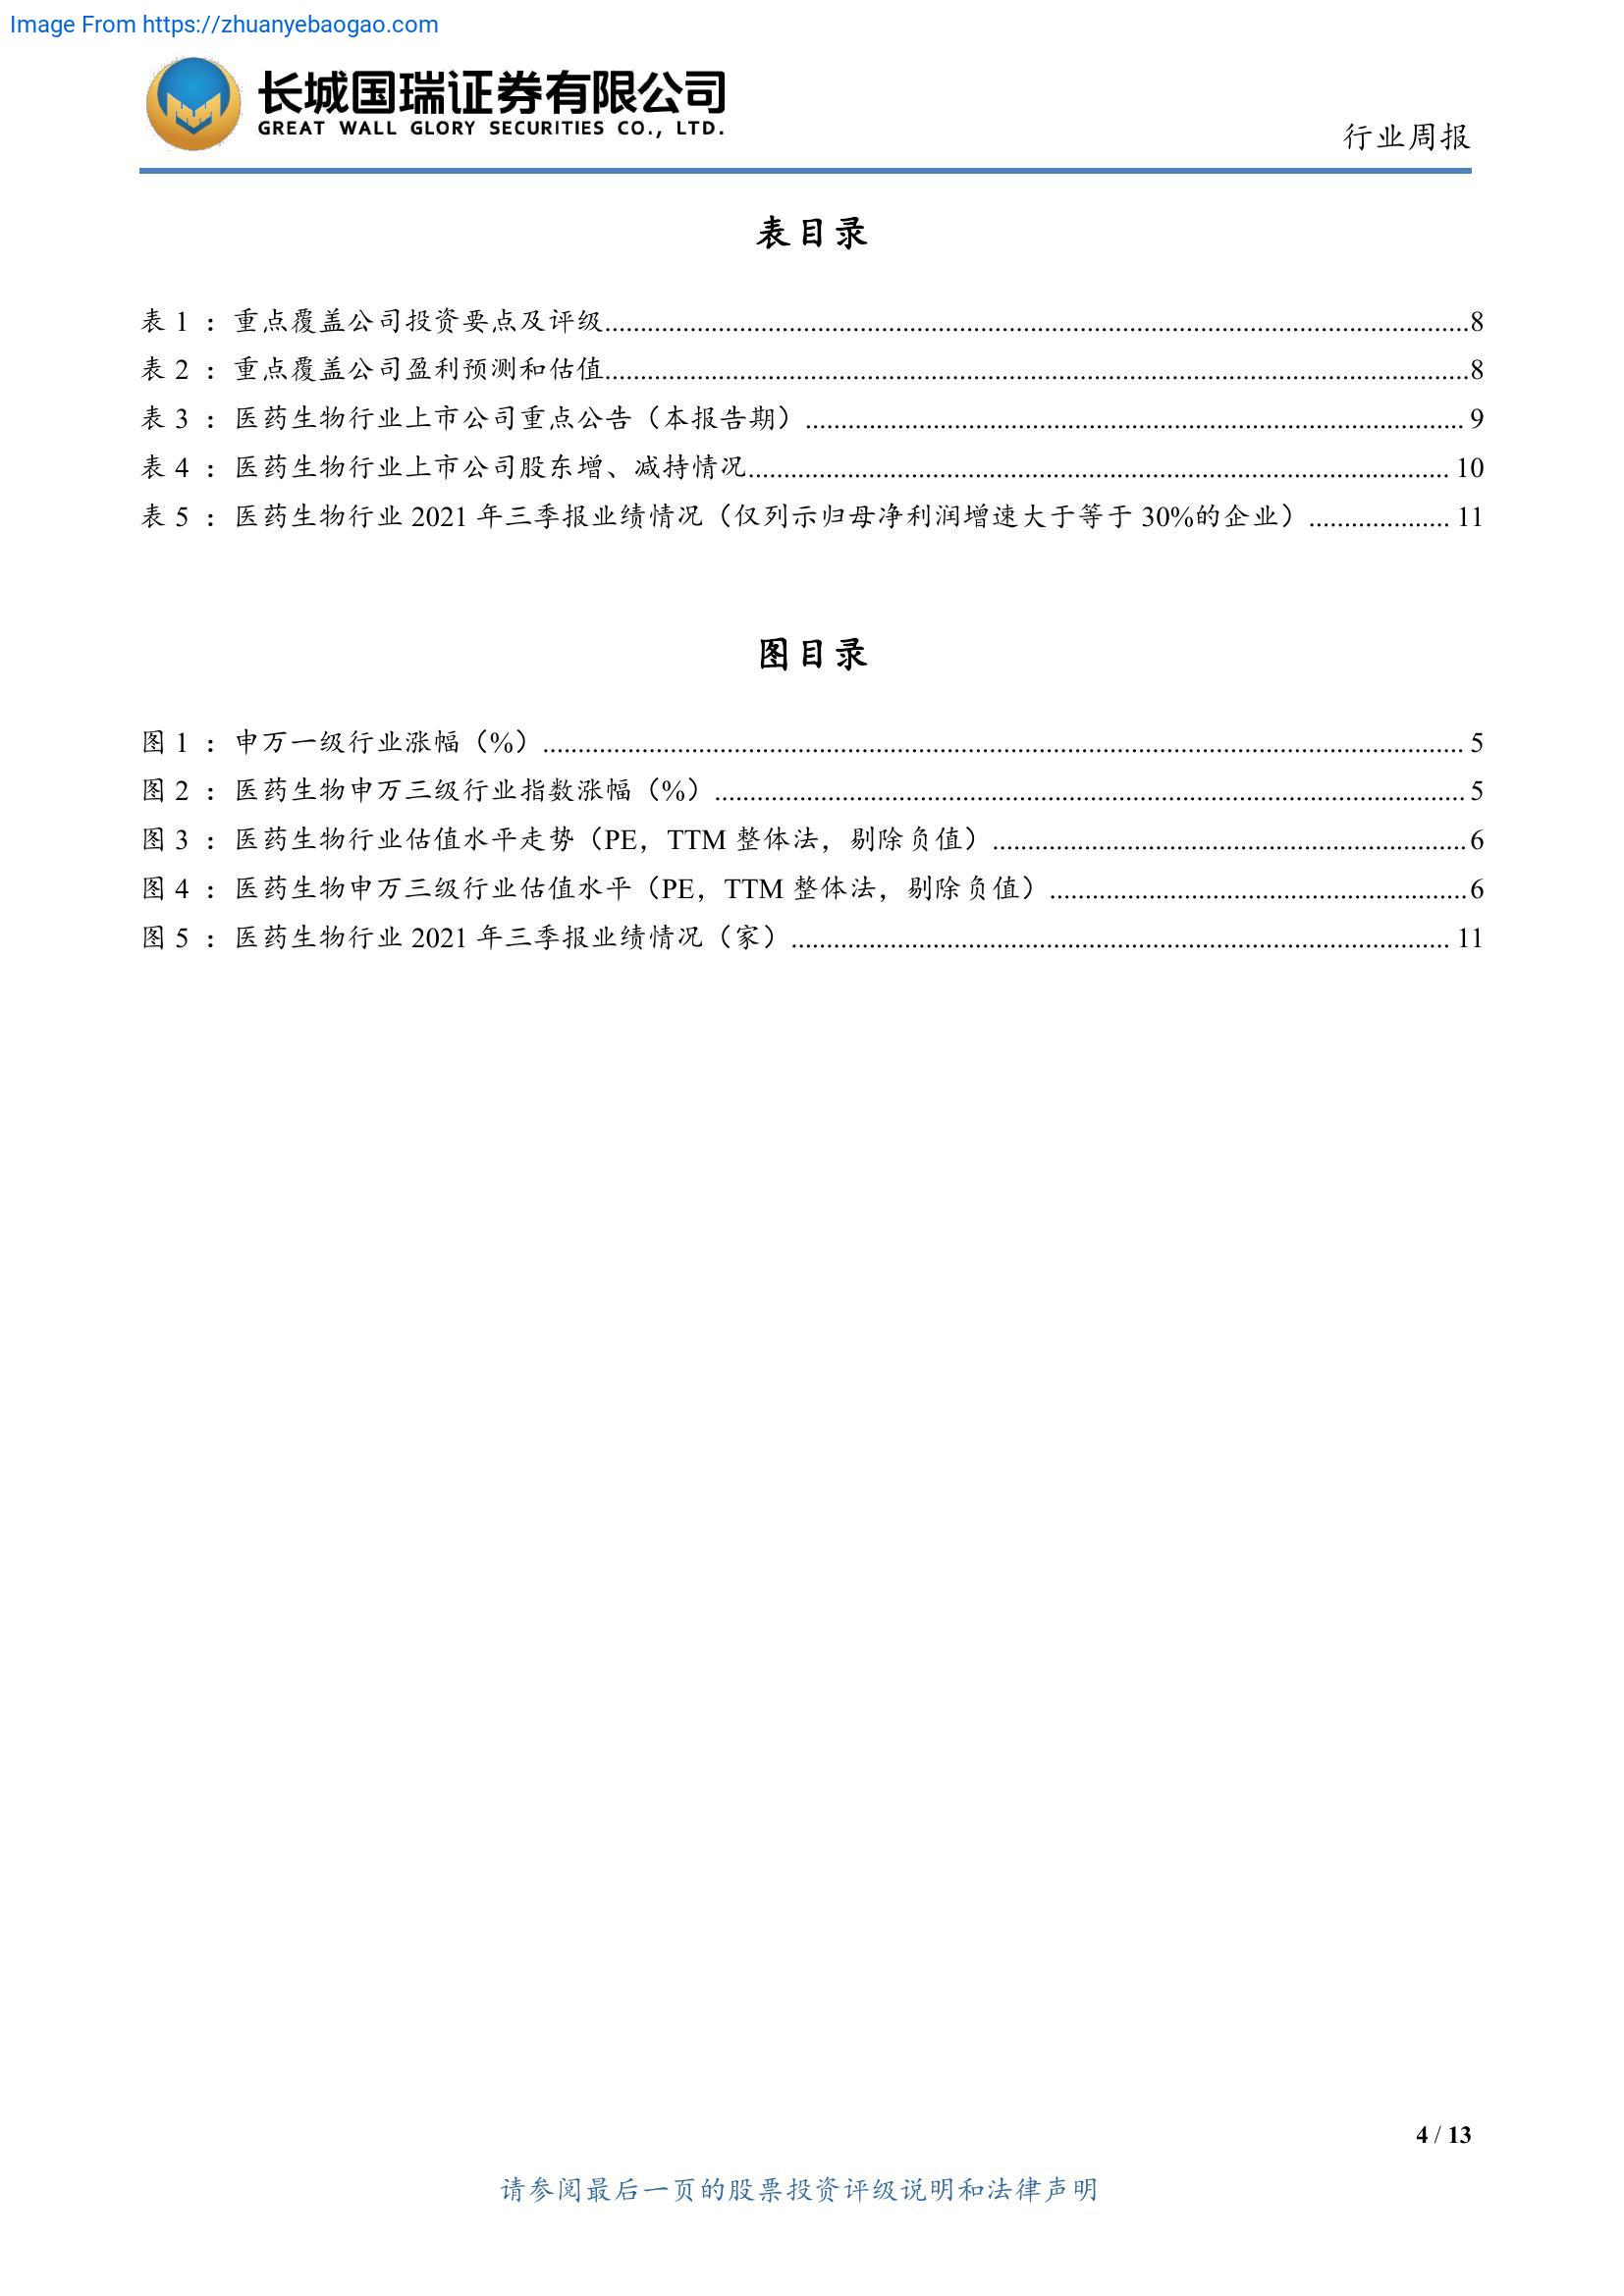 Image From https://zhuanyebaogao.com
长城国瑞证券有限公司
GREAT WALL GLORY SECURITIES CO., LTD.
行业周报
表目录
表 1 ：重点覆盖公司投资要点及评级........................................8
表 2 ：重点覆盖公司盈利预测和估值........................................8
表 3 ：医药生物行业上市公司重点公告（本报告期）........................................ 9
表 4 ：医药生物行业上市公司股东增、减持情况........................................ 10
表 5 ：医药生物行业 2021 年三季报业绩情况（仅列示归母净利润增速大于等于 30%的企业）.................... 11
图目录
图 1 ：申万一级行业涨幅（%）........................................ 5
图 2 ：医药生物申万三级行业指数涨幅（%）........................................ 5
图 3 ：医药生物行业估值水平走势（PE，TTM 整体法，剔除负值）........................................ 6
图 4 ：医药生物申万三级行业估值水平（PE，TTM 整体法，剔除负值）........................................ 6
图 5 ：医药生物行业 2021 年三季报业绩情况（家）........................................ 11
4 / 13
请参阅最后一页的股票投资评级说明和法律声明